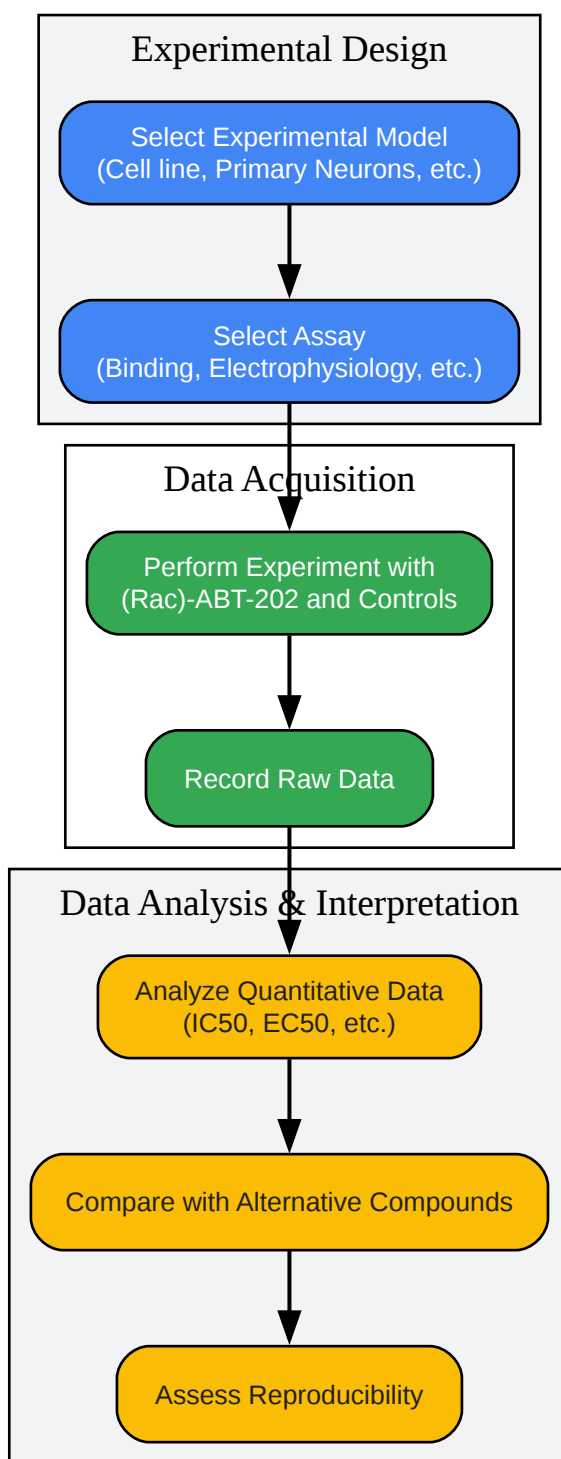 Experimental Design
Select Experimental Model
(Cell line, Primary Neurons, etc.)
Select Assay
(Binding, Electrophysiology, etc.)
Data Acquisition
Perform Experiment with
(Rac)-ABT-202 and Controls
Record Raw Data
Data Analysis & Interpretation
Analyze Quantitative Data
(IC50, EC50, etc.)
Compare with Alternative Compounds
Assess Reproducibility